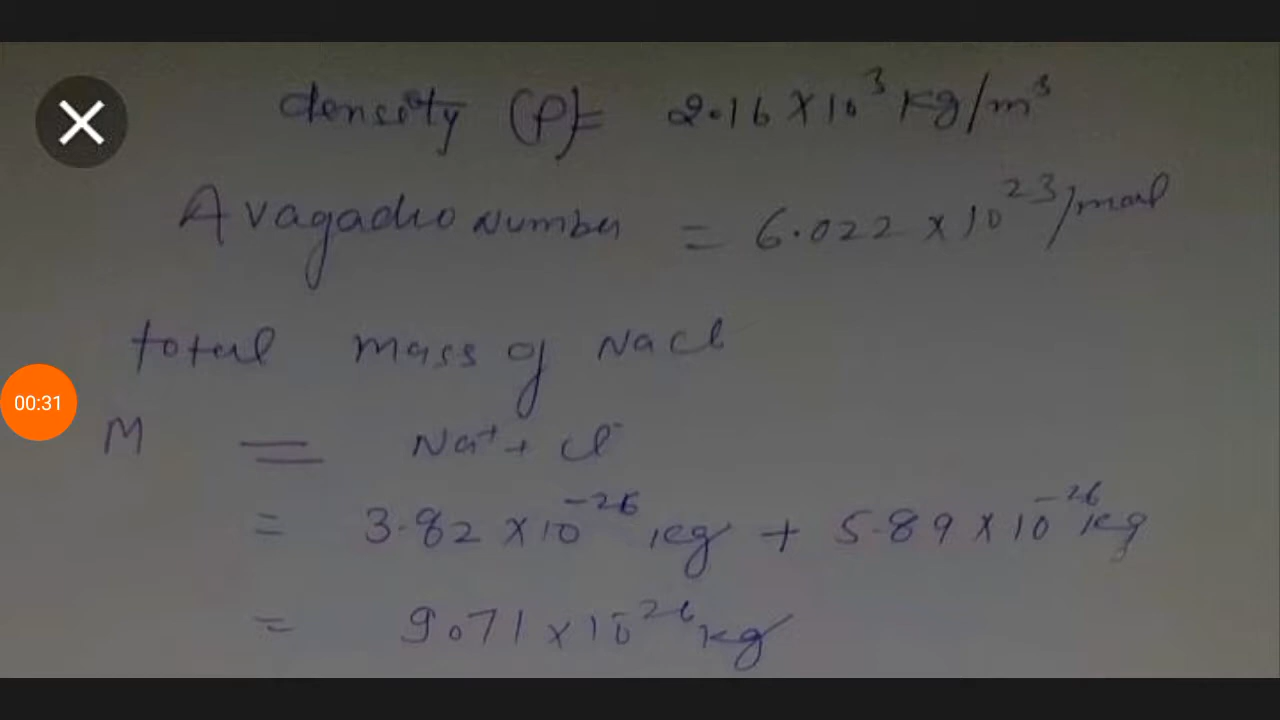 density (ρ)= 2.16 × 10³ kg/m³
Avagadro number = 6.022 × 10²³/mol
total mass of NaCl
00:31
M = Na⁺ + Cl⁻
= 3.82 × 10⁻²⁶ kg + 5.89 × 10⁻²⁶ kg
= 9.71 × 10⁻²⁶ kg